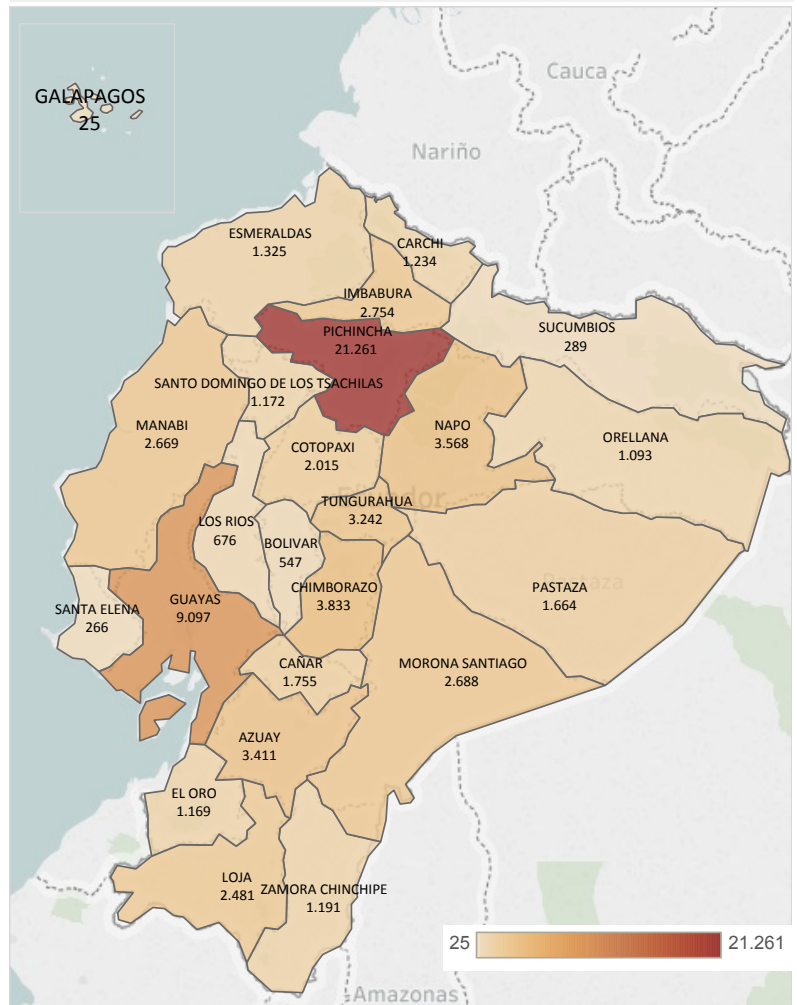 Cauca
GALAPAGOS
25
Nariño
ESMERALDAS
1.325
CARCHI
1.234
IMBABURA
2.754
PICHINCHA
21.261
SUCUMBIOS
289
SANTO DOMINGO DE LOS TSACHILAS
1.172
MANABI
2.669
COTOPAXI
2.015
NAPO
3.568
ORELLANA
1.093
Ecuador
TUNGURAHUA
3.242
LOS RIOS
676
BOLIVAR
547
CHIMBORAZO
3.833
Pastaza
PASTAZA
1.664
SANTA ELENA
266
GUAYAS
9.097
CAÑAR
1.755
MORONA SANTIAGO
2.688
AZUAY
3.411
EL ORO
1.169
LOJA
2.481
ZAMORA CHINCHIPE
1.191
25
21.261
Amazonas